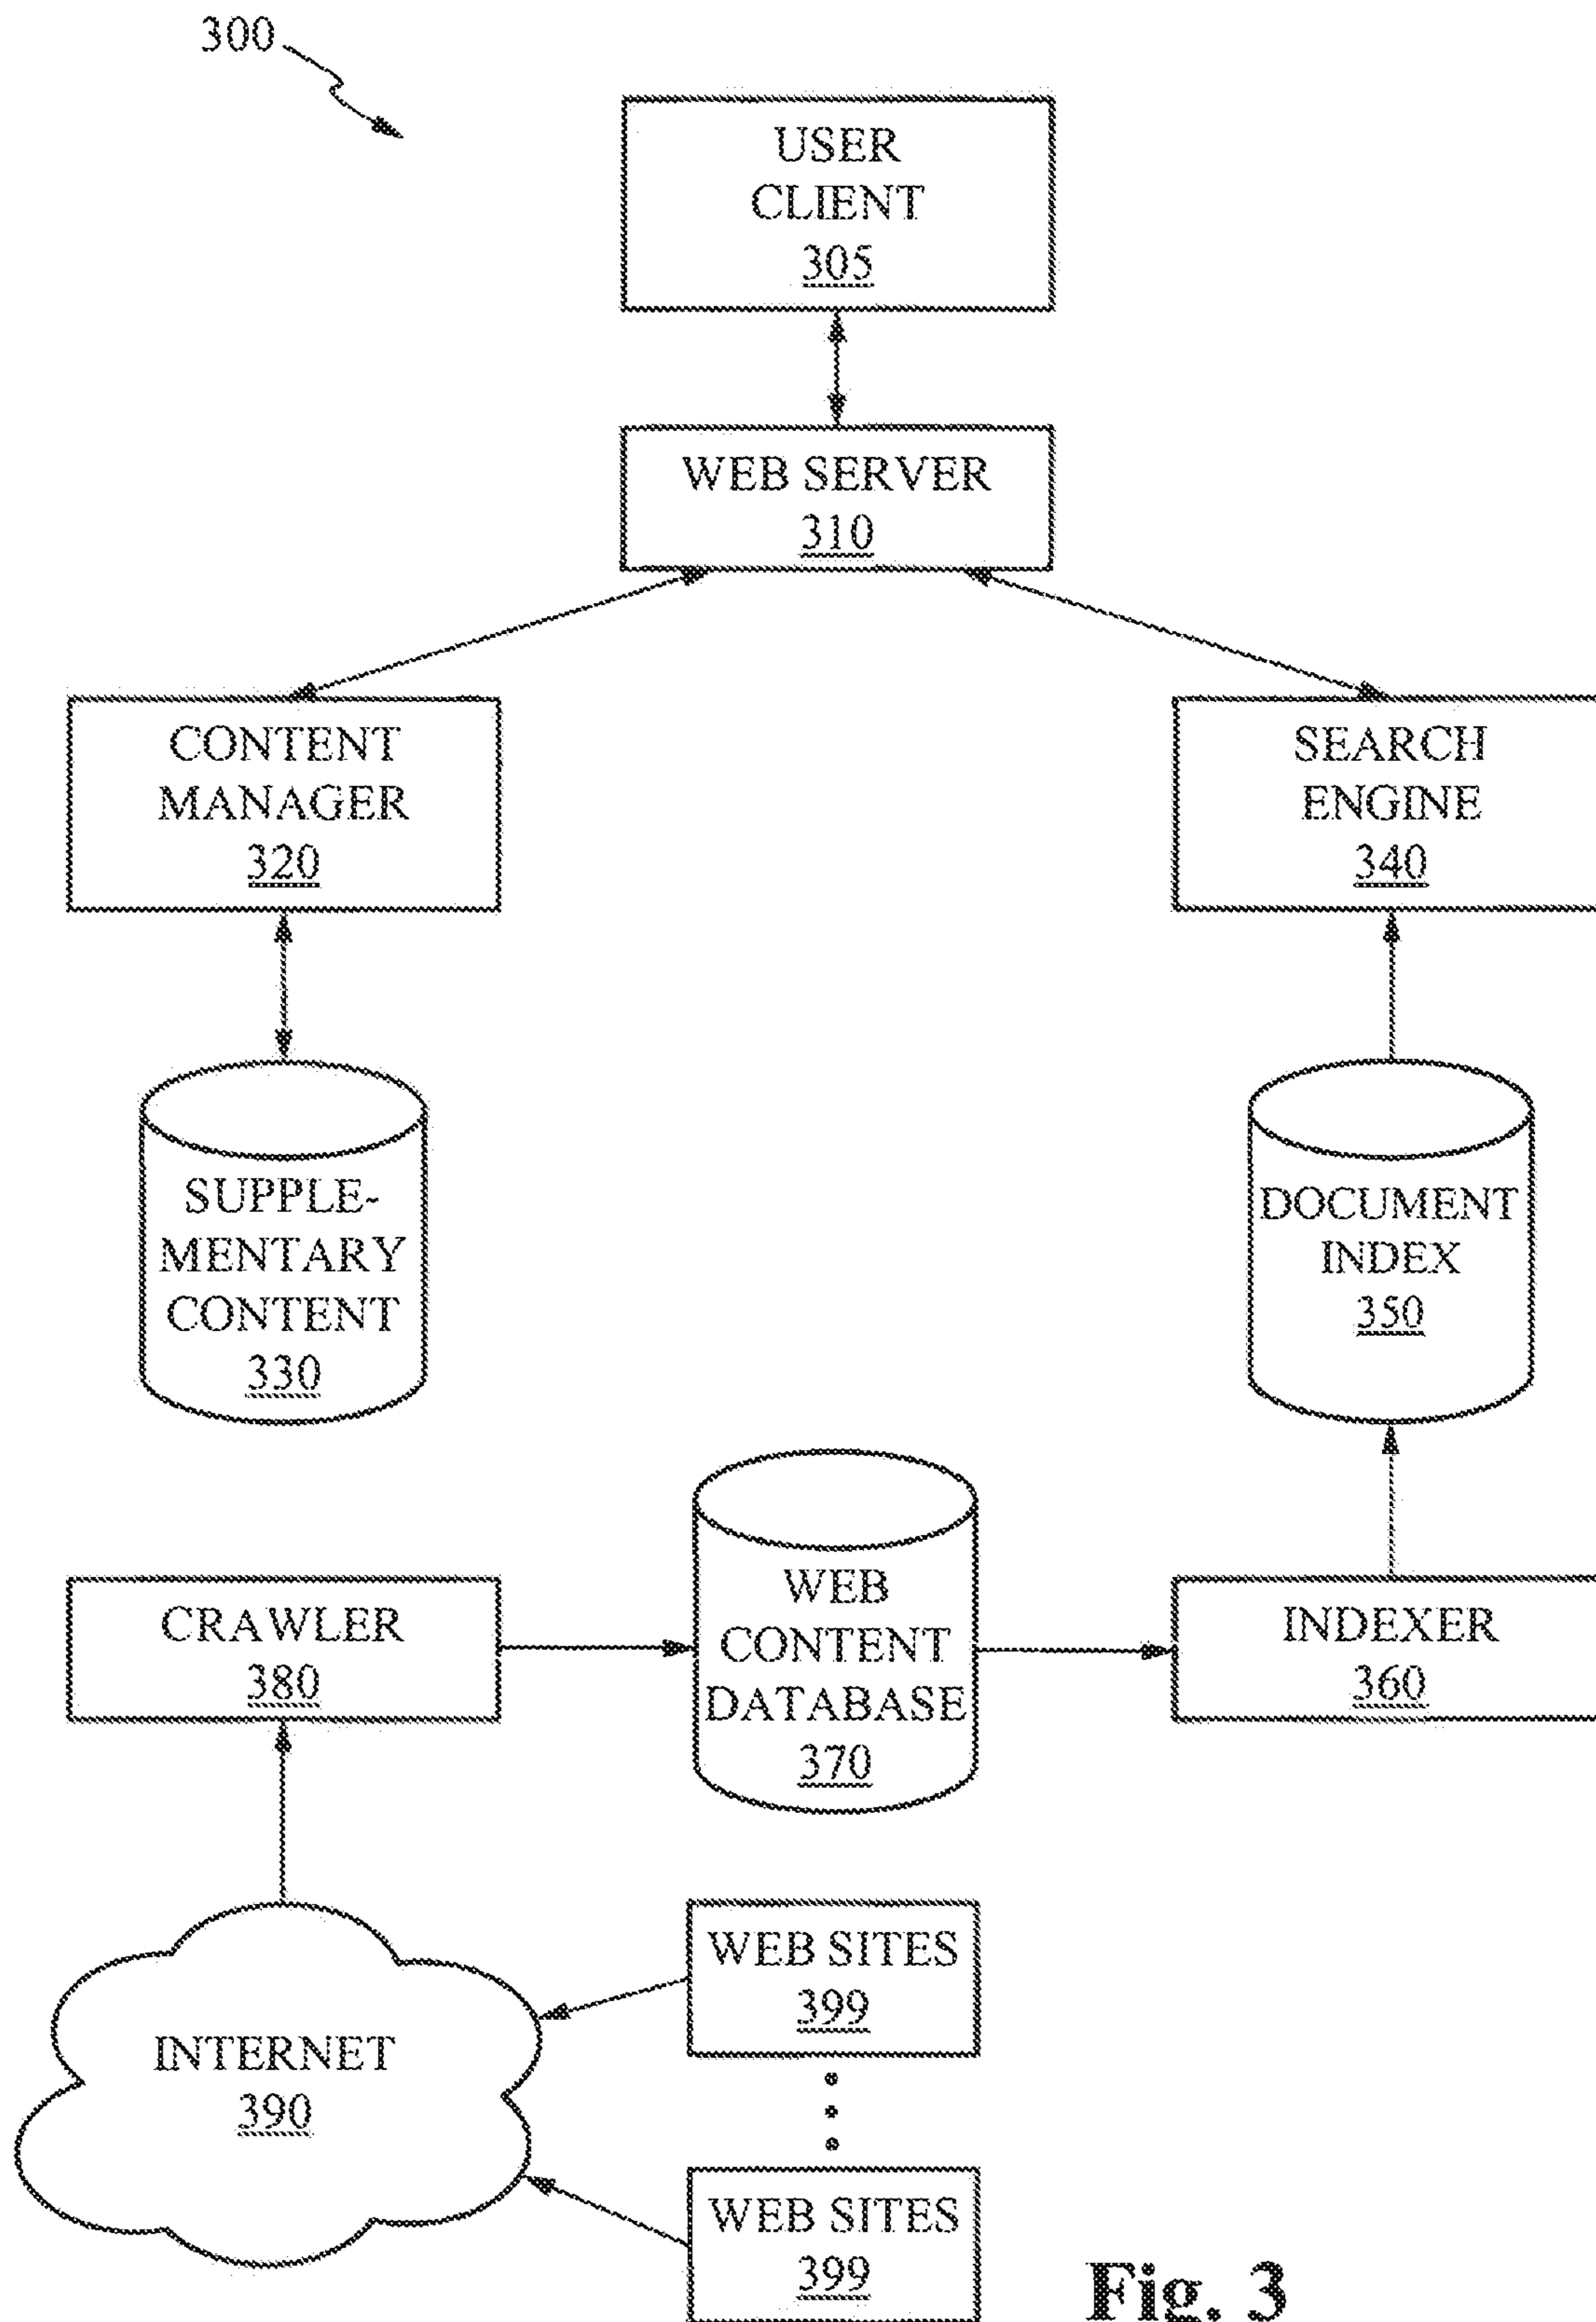 300
USER
CLIENT
305
WEB SERVER
310
CONTENT
MANAGER
320
SEARCH
ENGINE
340
SUPPLE-
MENTARY
CONTENT
330
DOCUMENT
INDEX
350
CRAWLER
380
WEB
CONTENT
DATABASE
370
INDEXER
360
INTERNET
390
WEB SITES
399
WEB SITES
399
Fig. 3